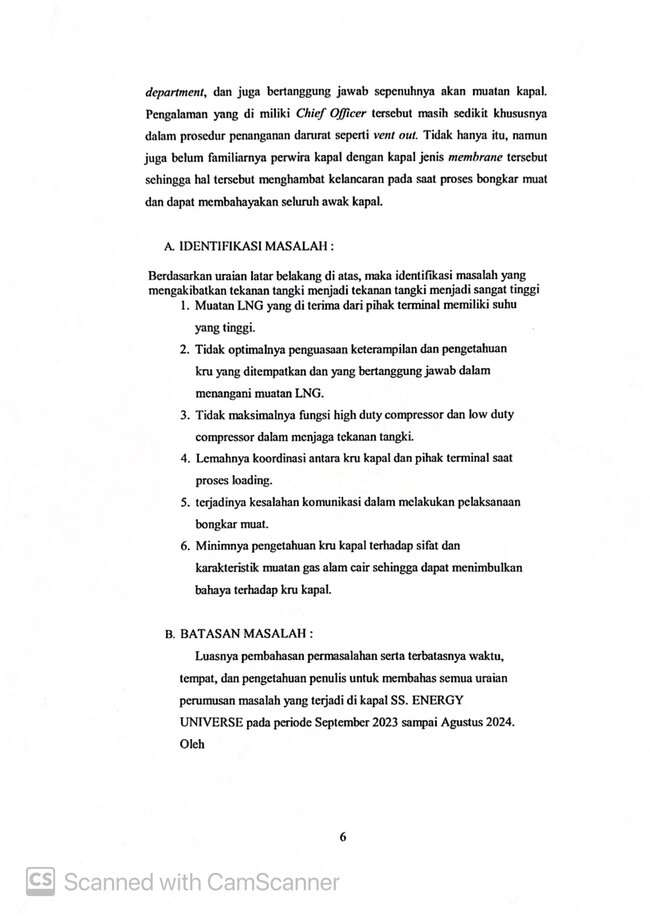 department, dan juga bertanggung jawab sepenuhnya akan muatan kapal.
Pengalaman yang di miliki Chief Officer tersebut masih sedikit khususnya
dalam prosedur penanganan darurat seperti vent out. Tidak hanya itu, namun
juga belum familiarnya perwira kapal dengan kapal jenis membrane tersebut
sehingga hal tersebut menghambat kelancaran pada saat proses bongkar muat
dan dapat membahayakan seluruh awak kapal.
A. IDENTIFIKASI MASALAH :
Berdasarkan uraian latar belakang di atas, maka identifikasi masalah yang
mengakibatkan tekanan tangki menjadi tekanan tangki menjadi sangat tinggi
1. Muatan LNG yang di terima dari pihak terminal memiliki suhu
yang tinggi.
2. Tidak optimalnya penguasaan keterampilan dan pengetahuan
kru yang ditempatkan dan yang bertanggung jawab dalam
menangani muatan LNG.
3. Tidak maksimalnya fungsi high duty compressor dan low duty
compressor dalam menjaga tekanan tangki.
4. Lemahnya koordinasi antara kru kapal dan pihak terminal saat
proses loading.
5. terjadinya kesalahan komunikasi dalam melakukan pelaksanaan
bongkar muat.
6. Minimnya pengetahuan kru kapal terhadap sifat dan
karakteristik muatan gas alam cair sehingga dapat menimbulkan
bahaya terhadap kru kapal.
B. BATASAN MASALAH :
Luasnya pembahasan permasalahan serta terbatasnya waktu,
tempat, dan pengetahuan penulis untuk membahas semua uraian
perumusan masalah yang terjadi di kapal SS. ENERGY
UNIVERSE pada periode September 2023 sampai Agustus 2024.
Oleh
6
CS Scanned with CamScanner